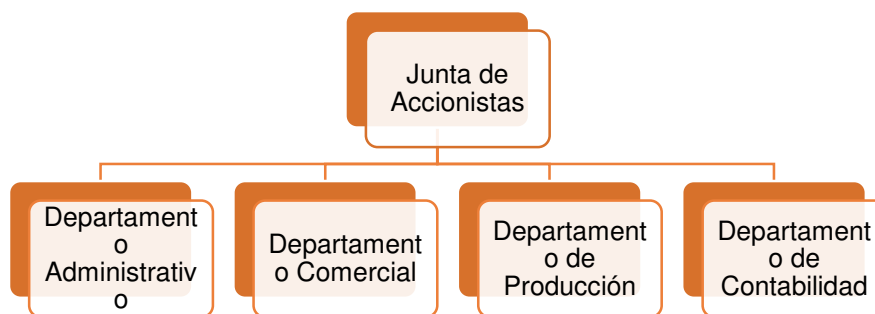 Junta de
Accionistas
Departament
o
Administrativ
o
Departament
o Comercial
Departament
o de
Producción
Departament
o de
Contabilidad